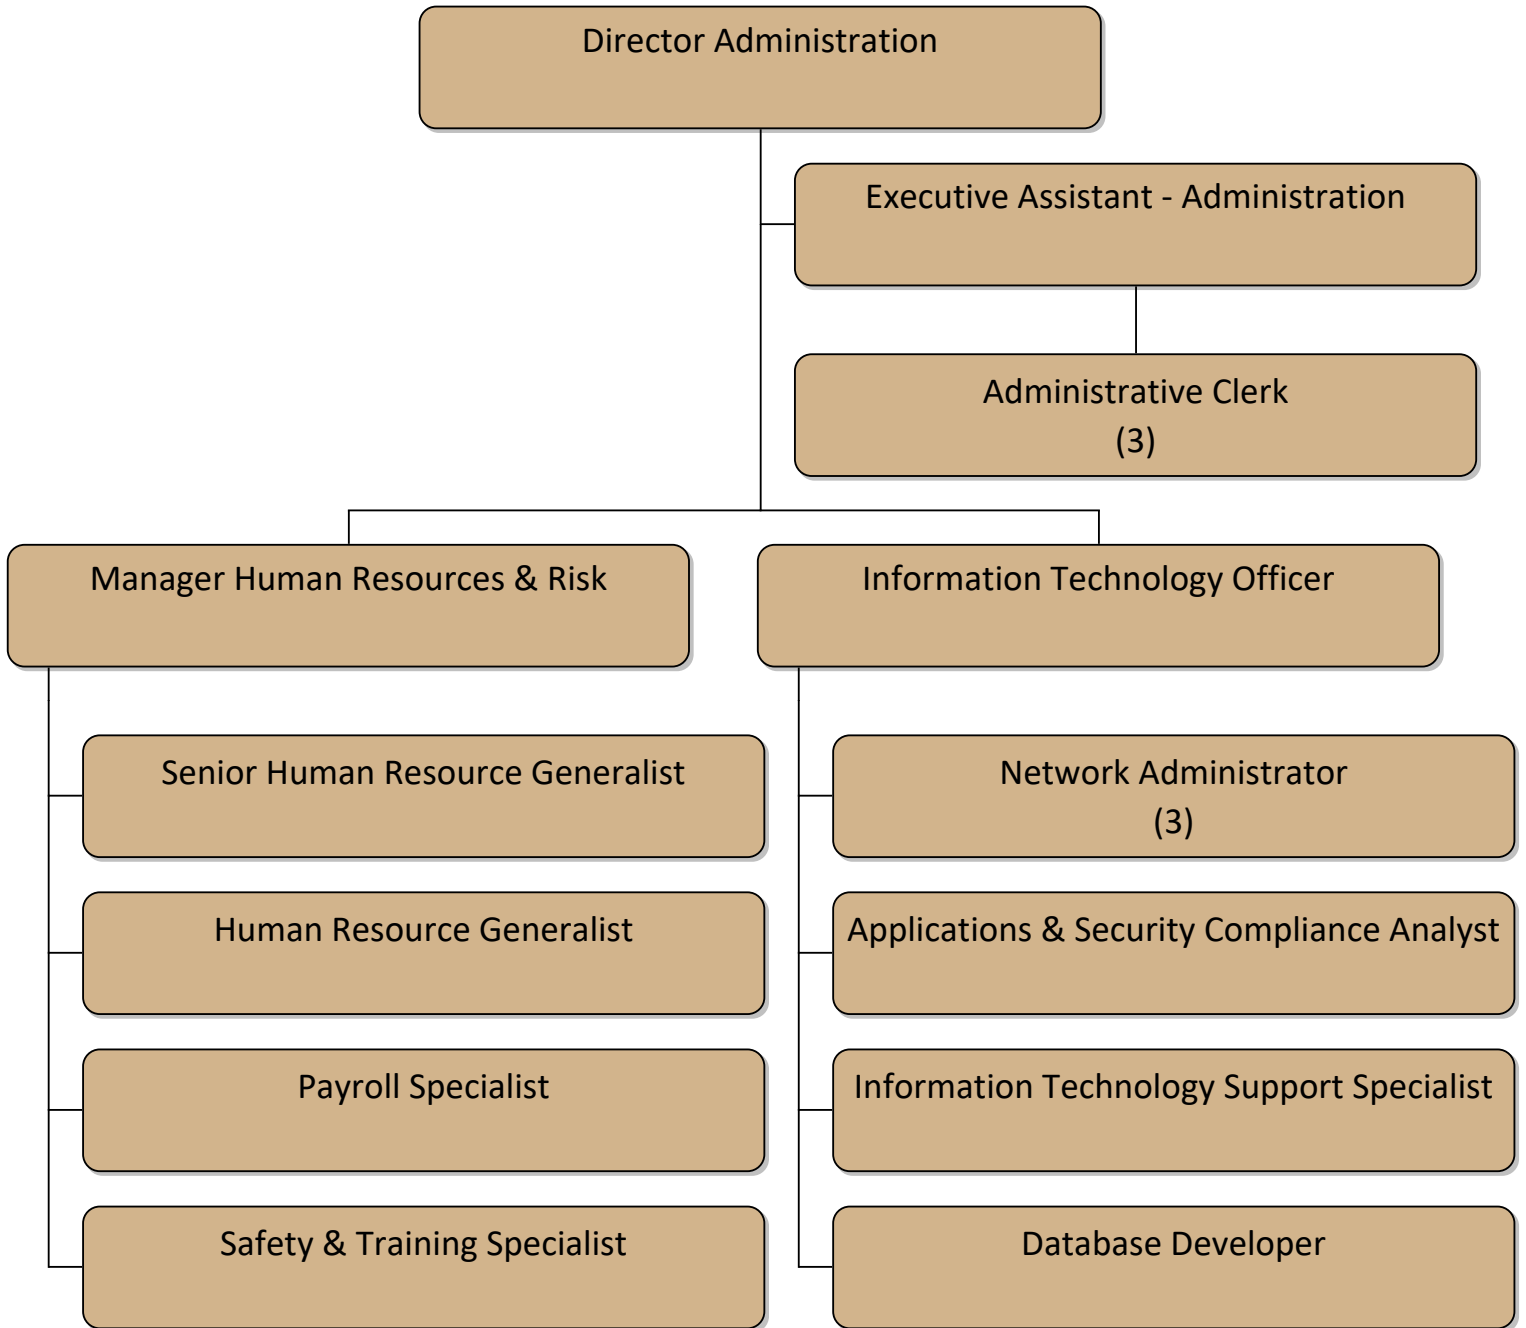 Director Administration
Executive Assistant - Administration
Administrative Clerk
(3)
Manager Human Resources & Risk
Information Technology Officer
Senior Human Resource Generalist
Human Resource Generalist
Payroll Specialist
Safety & Training Specialist
Network Administrator
(3)
Applications & Security Compliance Analyst
Information Technology Support Specialist
Database Developer